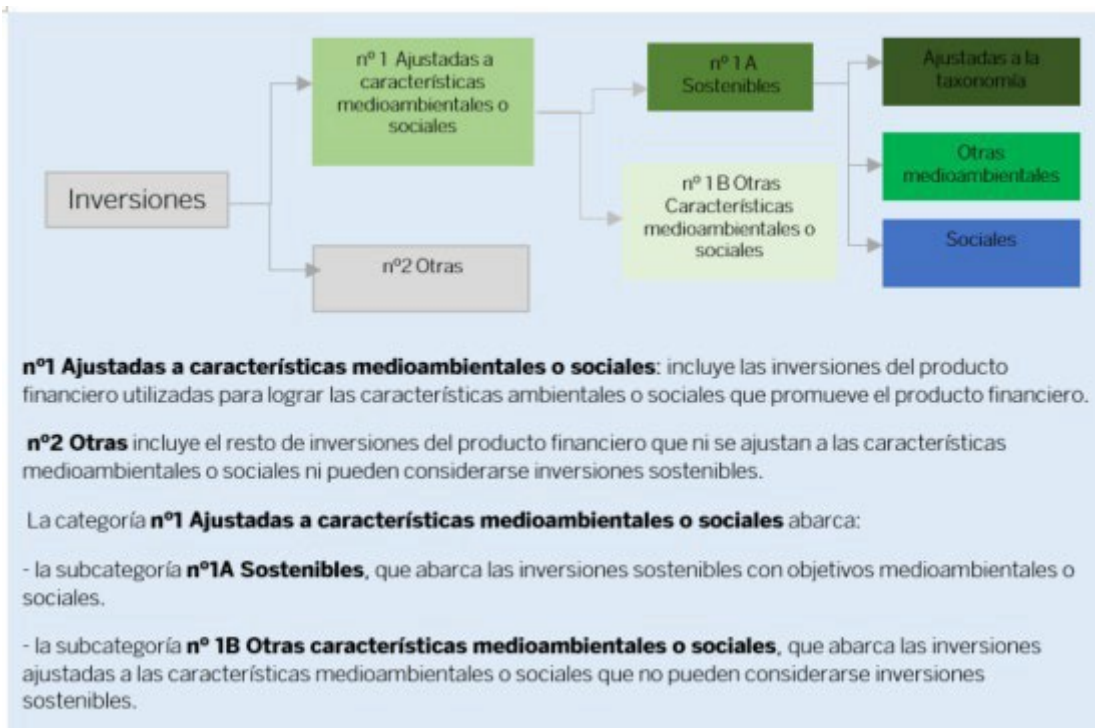 Inversiones
nº 1 Ajustadas a
características
medioambientales o
sociales
nº2 Otras
nº 1 A
Sostenibles
nº 1 B Otras
Características
medioambientales o
sociales
Ajustadas a la
taxonomía
Otras
medioambientales
Sociales
nº1 Ajustadas a características medioambientales o sociales: incluye las inversiones del producto
financiero utilizadas para lograr las características ambientales o sociales que promueve el producto financiero.
nº2 Otras incluye el resto de inversiones del producto financiero que ni se ajustan a las características
medioambientales o sociales ni pueden considerarse inversiones sostenibles.
La categoría nº1 Ajustadas a características medioambientales o sociales abarca:
- la subcategoría nº1A Sostenibles, que abarca las inversiones sostenibles con objetivos medioambientales o
sociales.
- la subcategoría nº 1B Otras características medioambientales o sociales, que abarca las inversiones
ajustadas a las características medioambientales o sociales que no pueden considerarse inversiones
sostenibles.